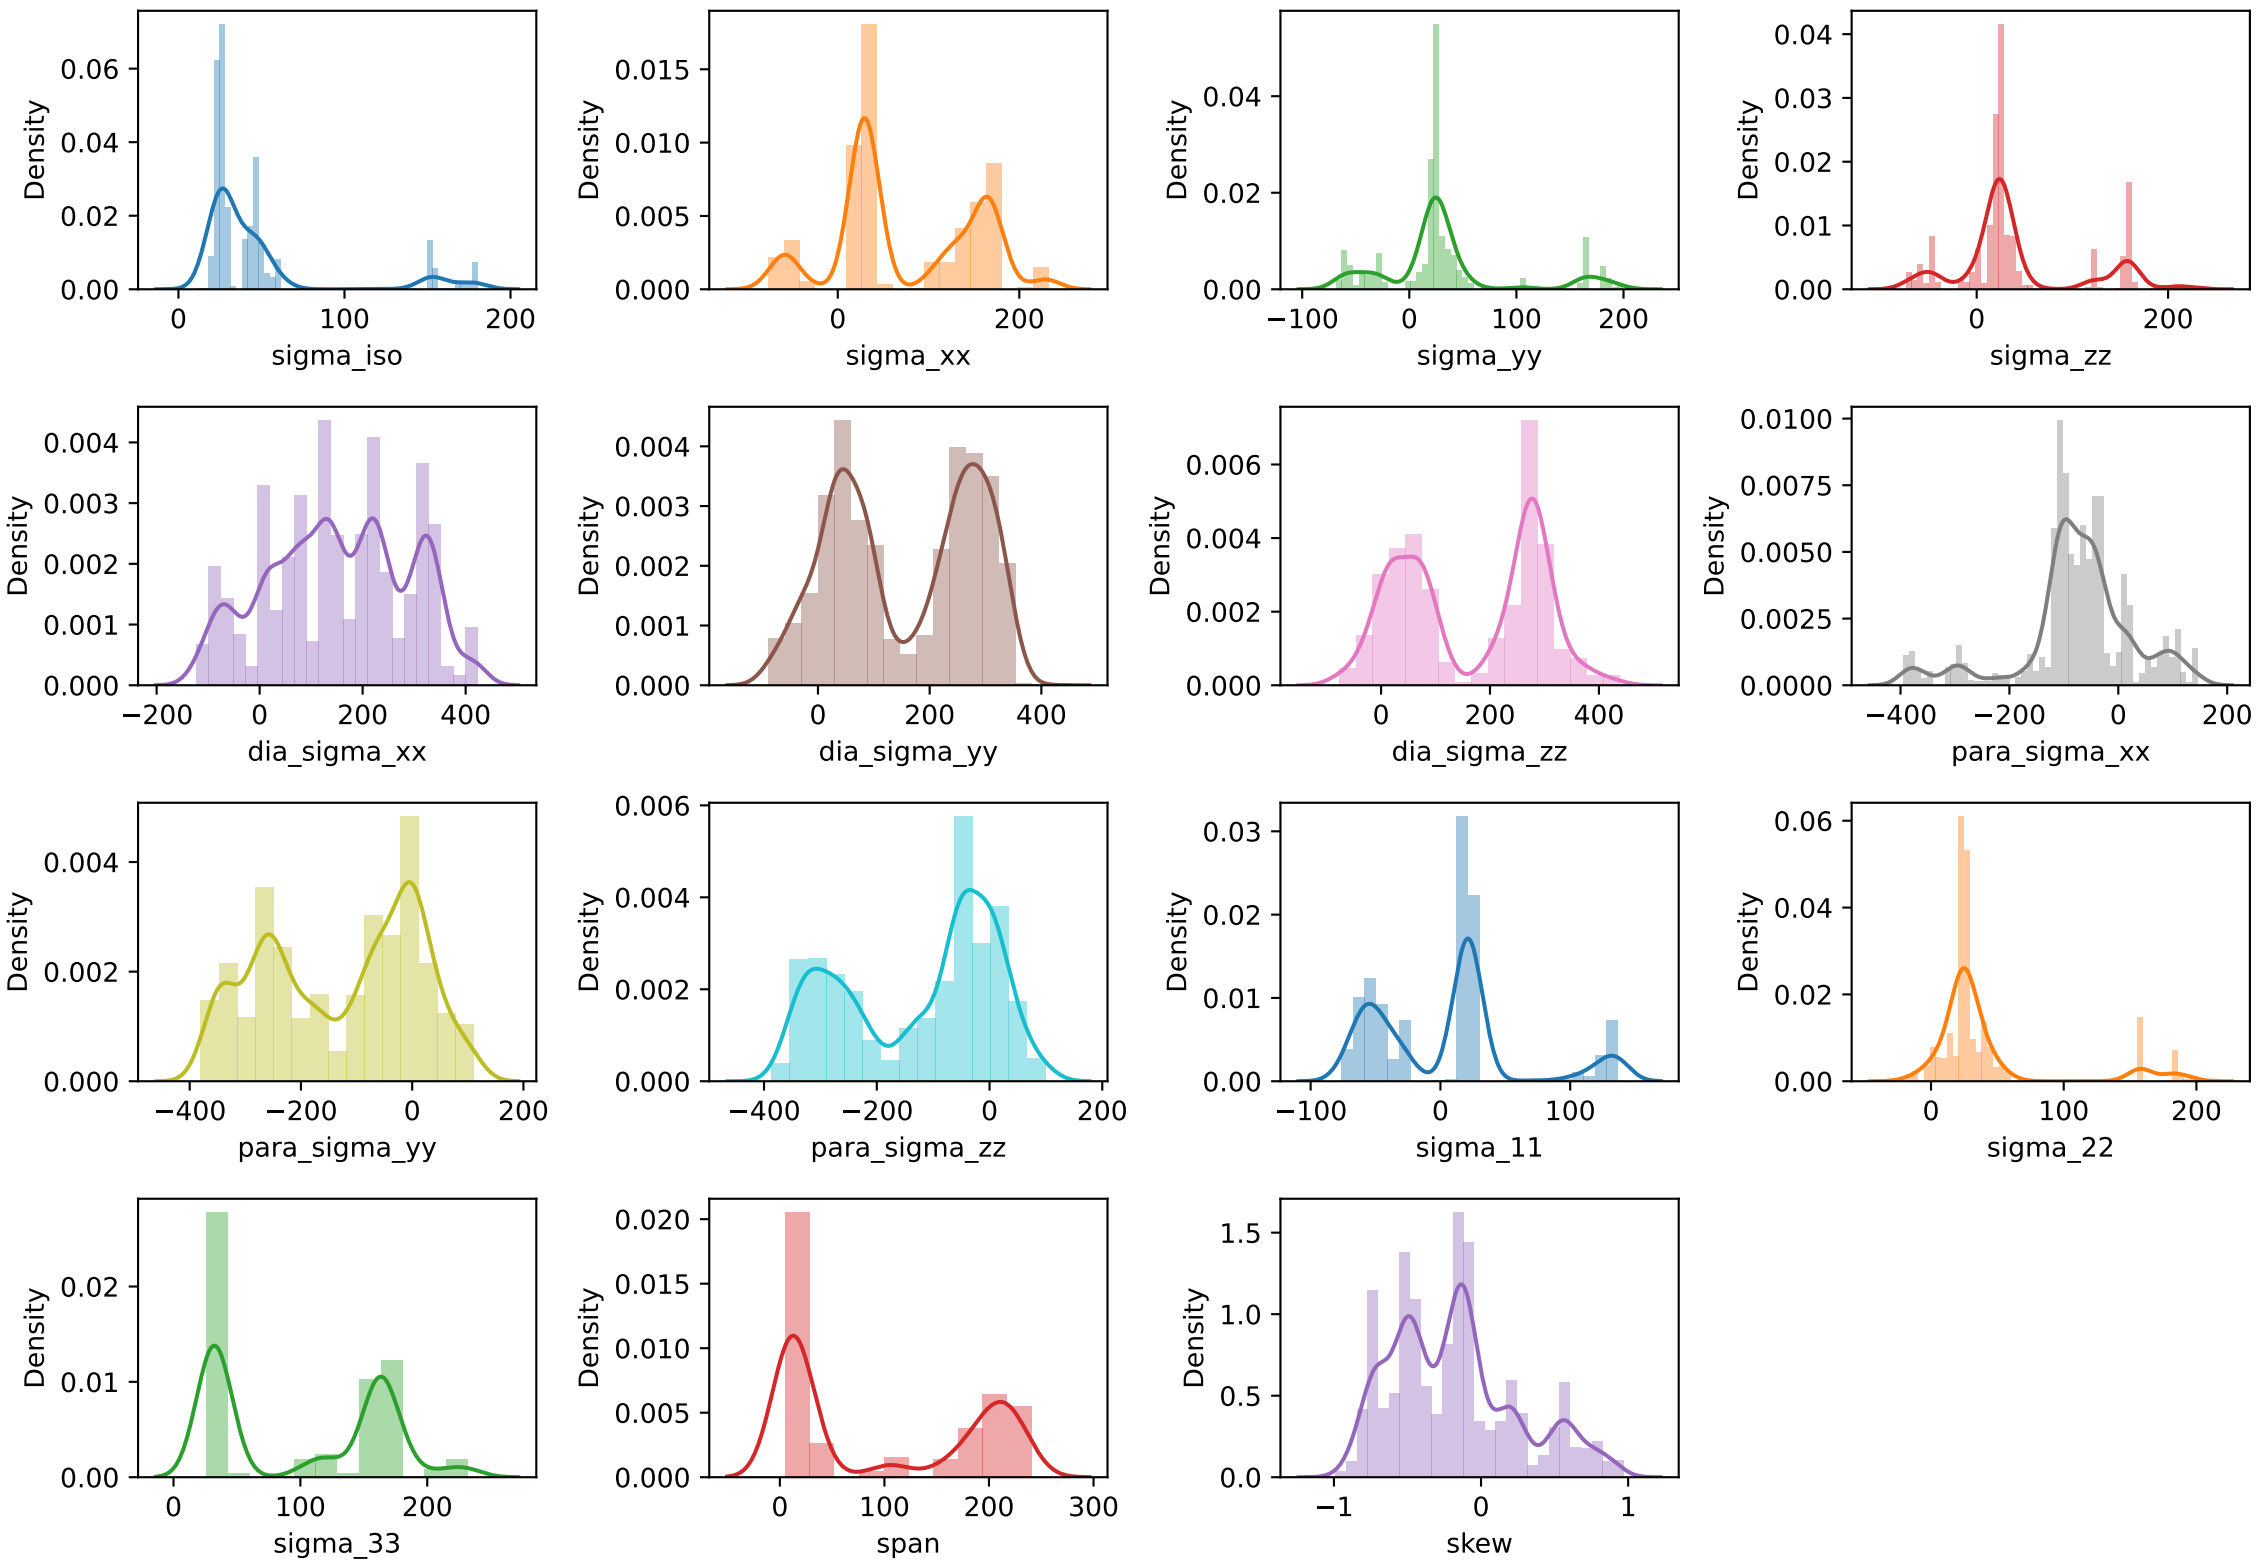 Density
0.06
0.04
0.02
0.00
0 100 200
sigma_iso
Density
0.015
0.010
0.005
0.000
0 200
sigma_xx
Density
0.04
0.02
0.00
−100 0 100 200
sigma_yy
Density
0.04
0.03
0.02
0.01
0.00
0 200
sigma_zz
Density
0.004
0.003
0.002
0.001
0.000
−200 0 200 400
dia_sigma_xx
Density
0.004
0.003
0.002
0.001
0.000
0 200 400
dia_sigma_yy
Density
0.006
0.004
0.002
0.000
0 200 400
dia_sigma_zz
Density
0.0100
0.0075
0.0050
0.0025
0.0000
−400 −200 0 200
para_sigma_xx
Density
0.004
0.002
0.000
−400 −200 0 200
para_sigma_yy
Density
0.006
0.004
0.002
0.000
−400 −200 0 200
para_sigma_zz
Density
0.03
0.02
0.01
0.00
−100 0 100
sigma_11
Density
0.06
0.04
0.02
0.00
0 100 200
sigma_22
Density
0.02
0.01
0.00
0 100 200
sigma_33
Density
0.020
0.015
0.010
0.005
0.000
0 100 200 300
span
Density
1.5
1.0
0.5
0.0
−1 0 1
skew